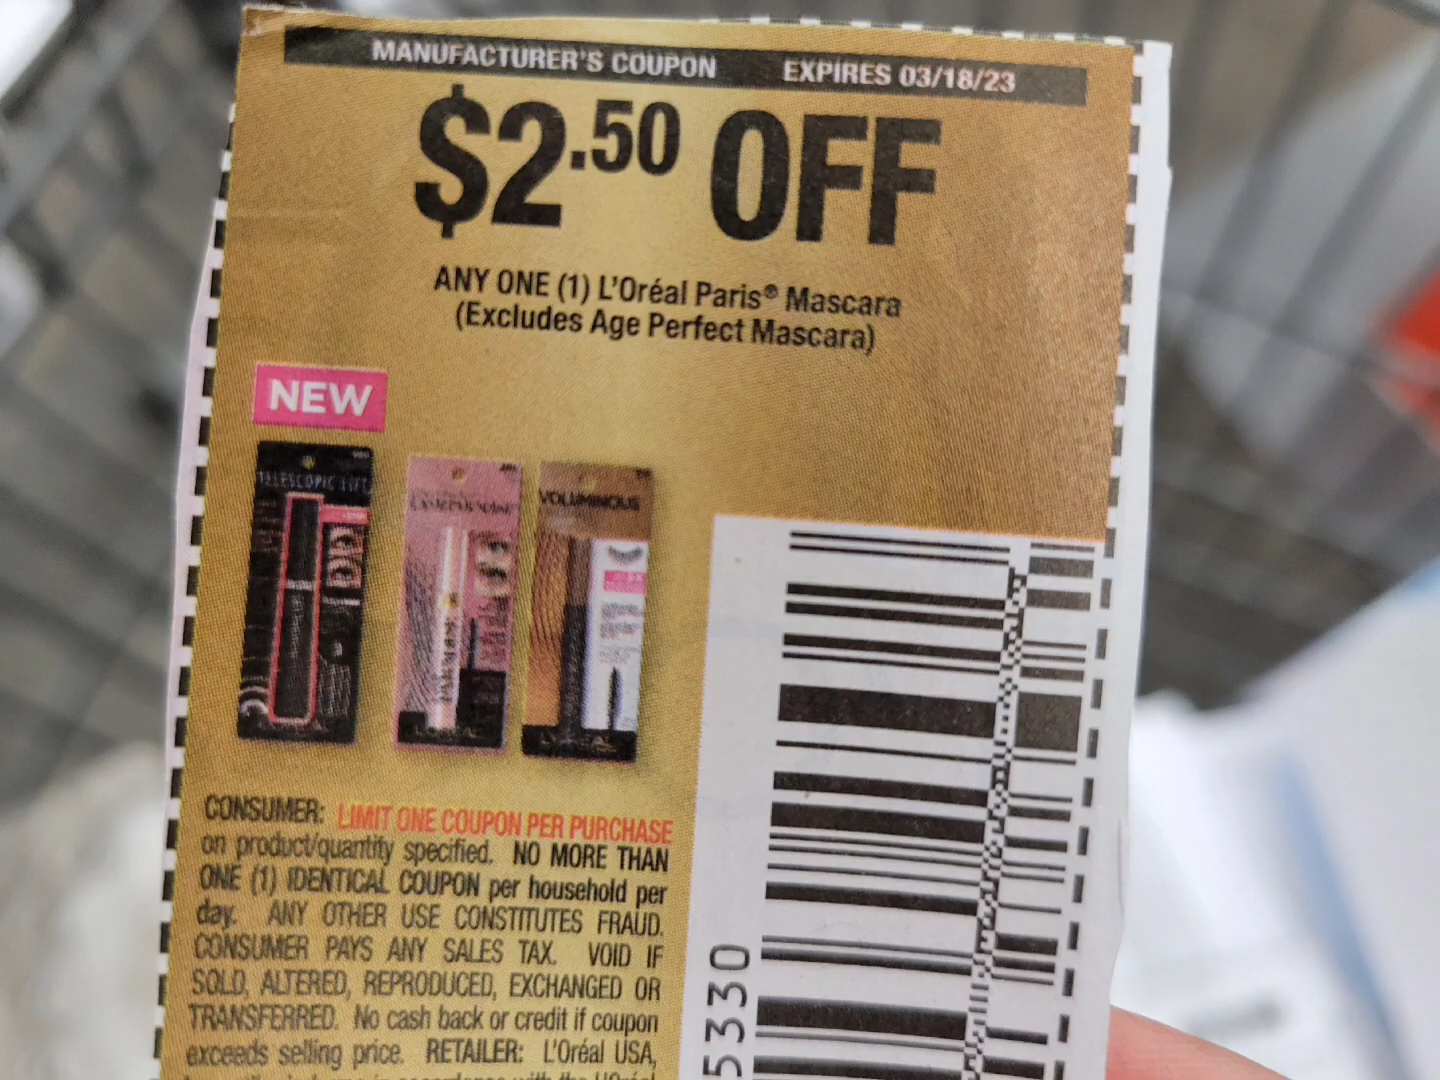 MANUFACTURER'S COUPON EXPIRES 03/18/23
$2.50 OFF
ANY ONE (1) L'Oréal Paris® Mascara
(Excludes Age Perfect Mascara)
NEW
TELESCOPIC LIFT
VOLUMINOUS
CONSUMER: LIMIT ONE COUPON PER PURCHASE
on product/quantity specified. NO MORE THAN
ONE (1) IDENTICAL COUPON per household per
day. ANY OTHER USE CONSTITUTES FRAUD.
CONSUMER PAYS ANY SALES TAX. VOID IF
SOLD, ALTERED, REPRODUCED, EXCHANGED OR
TRANSFERRED. No cash back or credit if coupon
exceeds selling price. RETAILER: L'Oréal USA,
5330